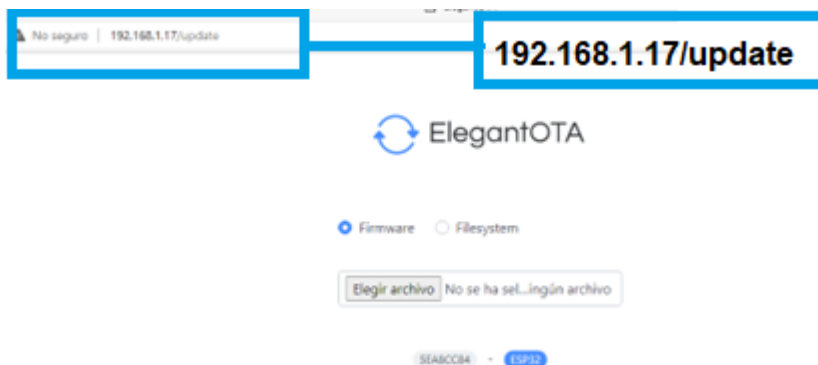 No seguro | 192.168.1.17/update
192.168.1.17/update
ElegantOTA
Firmware Filesystem
Elegir archivo No se ha sel...ingún archivo
ESP32